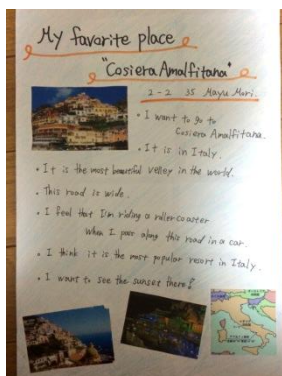 My favorite place
"Cosiera Amalfitana"
2-2 35 Mayu Mori.
・I want to go to
Cosiera Amalfitana.
・It is in Italy.
・It is the most beautiful velley in the world.
・This road is wide.
・I feel that I'm riding a roller coaster
when I pass along this road in a car.
・I think it is the most popular resort in Italy.
・I want to see the sunset there!